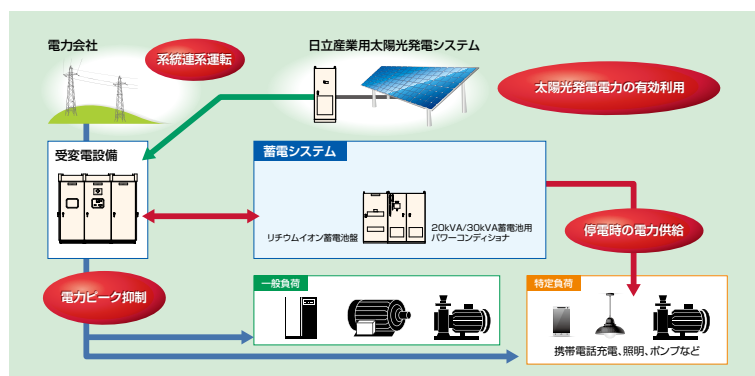 電力会社
系統連系運転
日立産業用太陽光発電システム
太陽光発電電力の有効利用
受変電設備
蓄電システム
リチウムイオン蓄電池盤
20kVA/30kVA蓄電池用
パワーコンディショナ
停電時の電力供給
電力ピーク抑制
一般負荷
特定負荷
携帯電話充電、照明、ポンプなど